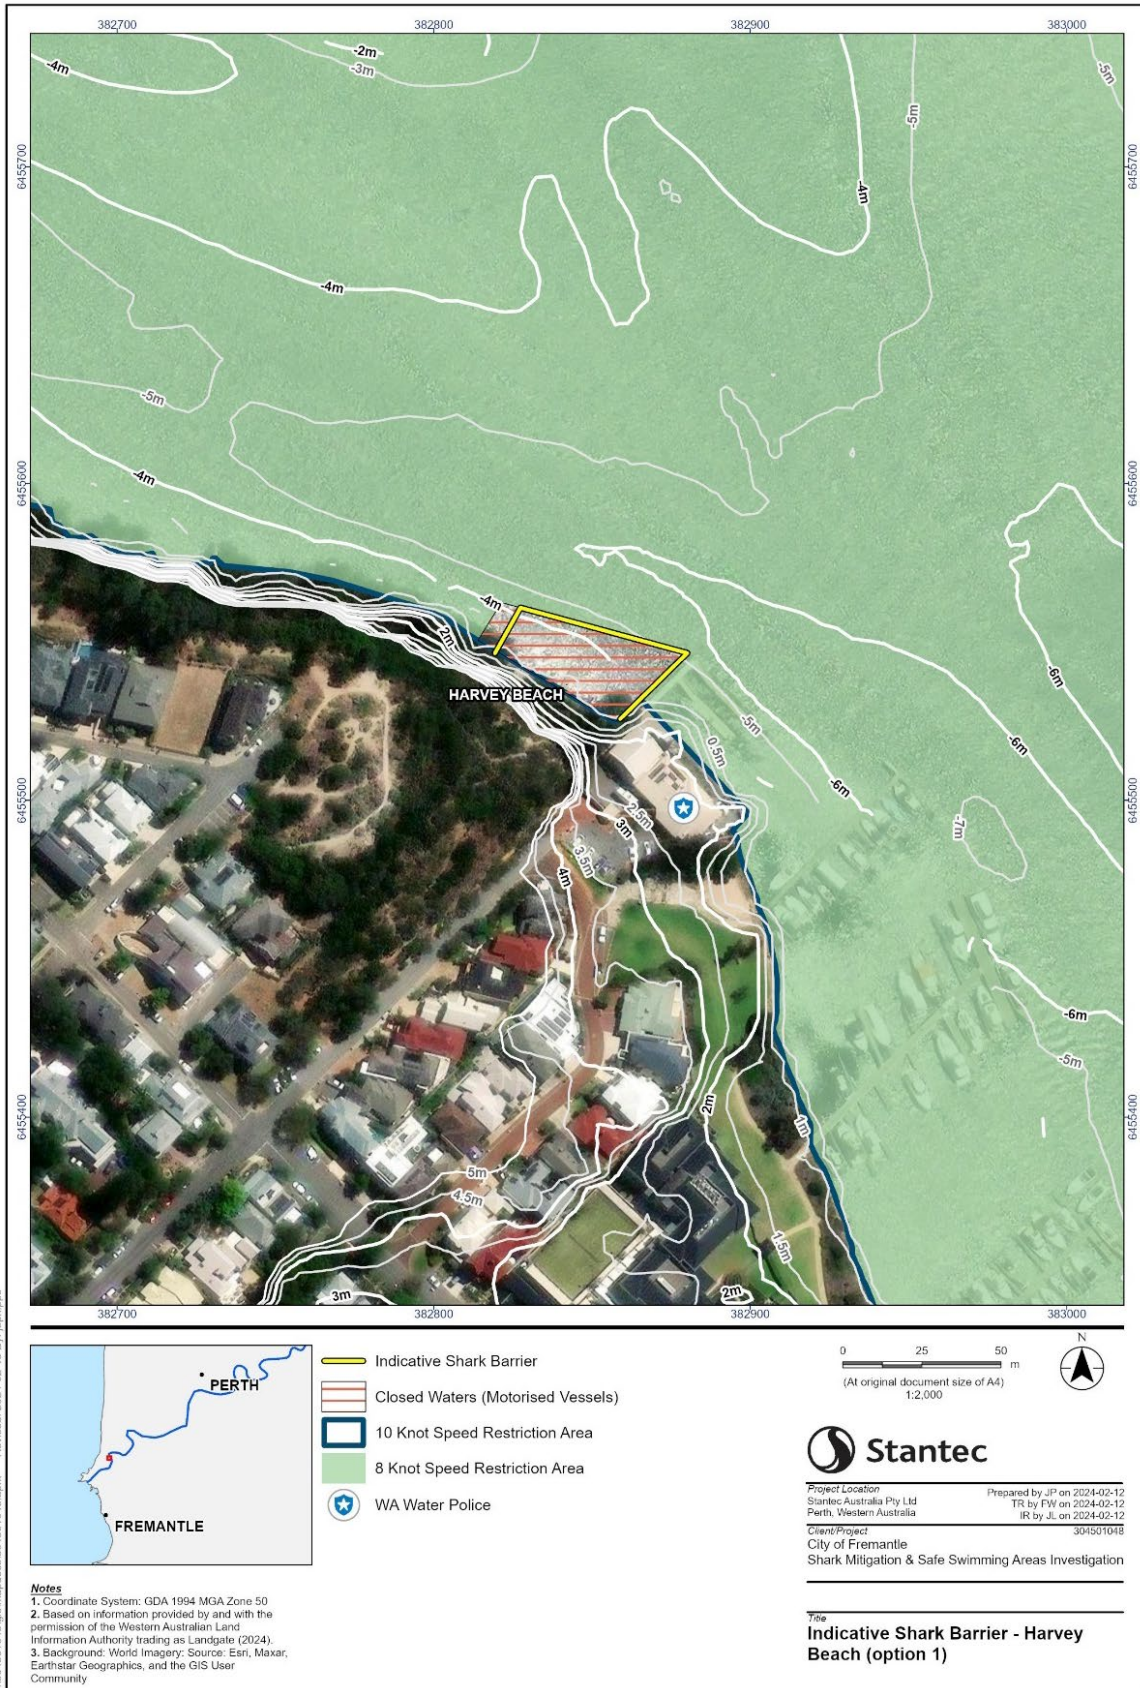 382700
382800
382900
383000
-2m
-3m
-4m
-5m
6455700
6455700
-5m
-4m
-4m
-5m
-4m
6455600
6455600
-4m
2m
HARVEY BEACH
-6m
-5m
0.5m
-6m
-6m
6455500
6455500
2.5m
3m
-7m
3.5m
4m
-6m
-5m
2m
1m
6455400
6455400
5m
4.5m
1.5m
3m
2m
382700
382800
382900
383000
PERTH
FREMANTLE
Indicative Shark Barrier
Closed Waters (Motorised Vessels)
10 Knot Speed Restriction Area
8 Knot Speed Restriction Area
WA Water Police
0 25 50 m
(At original document size of A4)
1:2,000
N
Stantec
Project Location
Stantec Australia Pty Ltd
Perth, Western Australia
Prepared by JP on 2024-02-12
TR by FW on 2024-02-12
IR by JL on 2024-02-12
Client/Project
304501048
City of Fremantle
Shark Mitigation & Safe Swimming Areas Investigation
Title
Indicative Shark Barrier - Harvey
Beach (option 1)
Notes
1. Coordinate System: GDA 1994 MGA Zone 50
2. Based on information provided by and with the
permission of the Western Australian Land
Information Authority trading as Landgate (2024).
3. Background: World Imagery: Source: Esri, Maxar,
Earthstar Geographics, and the GIS User
Community